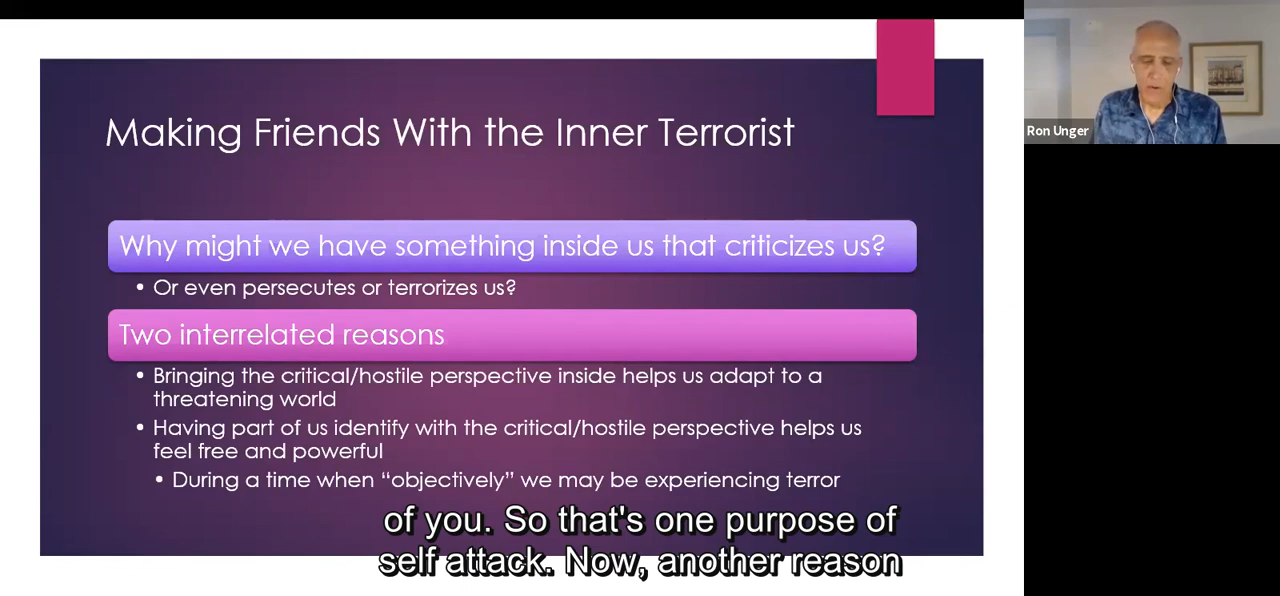 Making Friends With the Inner Terrorist
Why might we have something inside us that criticizes us?
• Or even persecutes or terrorizes us?
Two interrelated reasons
• Bringing the critical/hostile perspective inside helps us adapt to a
threatening world
• Having part of us identify with the critical/hostile perspective helps us
feel free and powerful
• During a time when “objectively” we may be experiencing terror
of you. So that's one purpose of
self attack. Now, another reason
Ron Unger